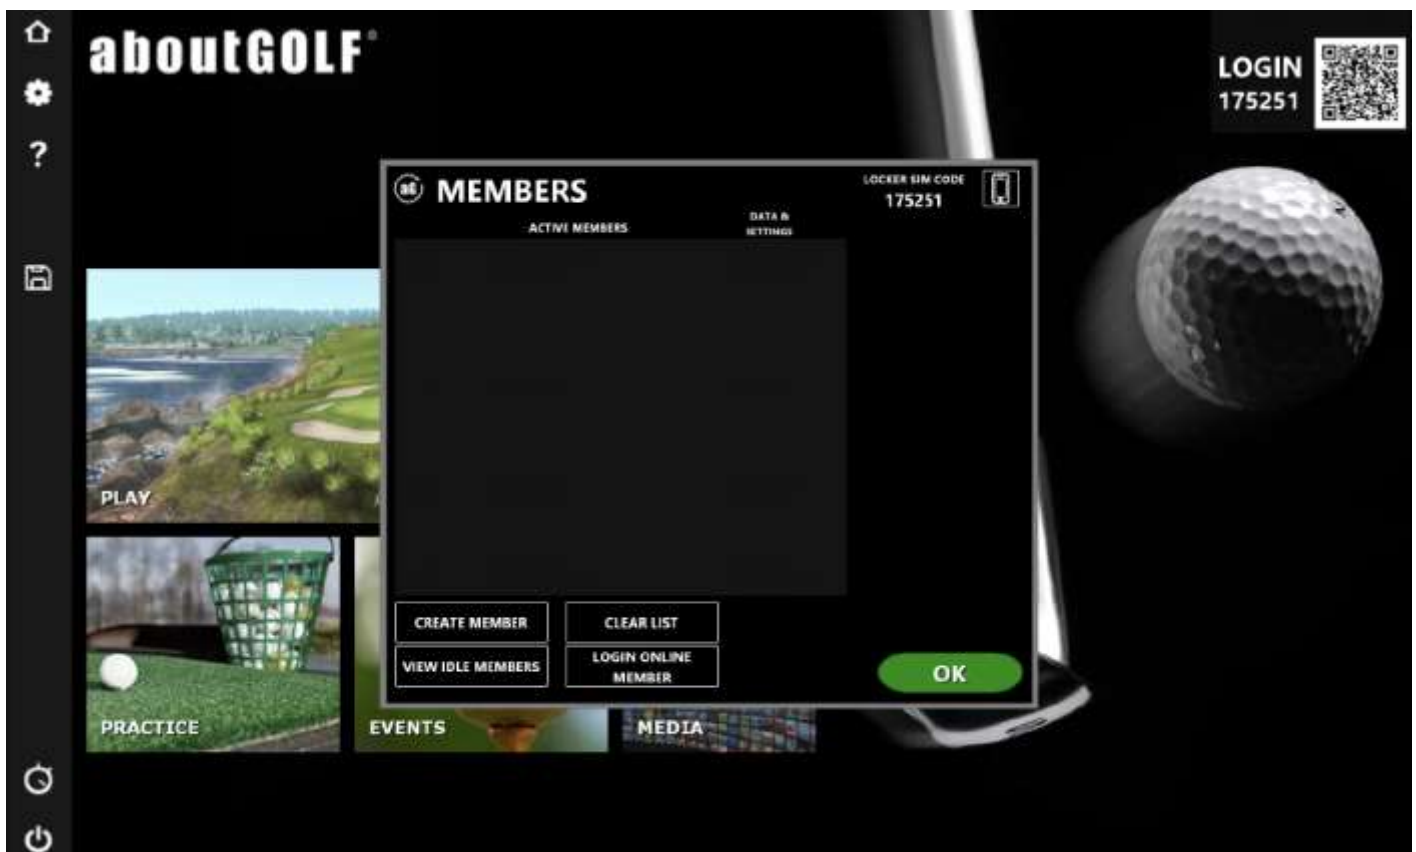 aboutGOLF®
LOGIN
175251
?
aG MEMBERS
LOCKER SIM CODE
175251
ACTIVE MEMBERS
DATA &
SETTINGS
PLAY
CREATE MEMBER
CLEAR LIST
VIEW IDLE MEMBERS
LOGIN ONLINE
MEMBER
OK
PRACTICE
EVENTS
MEDIA